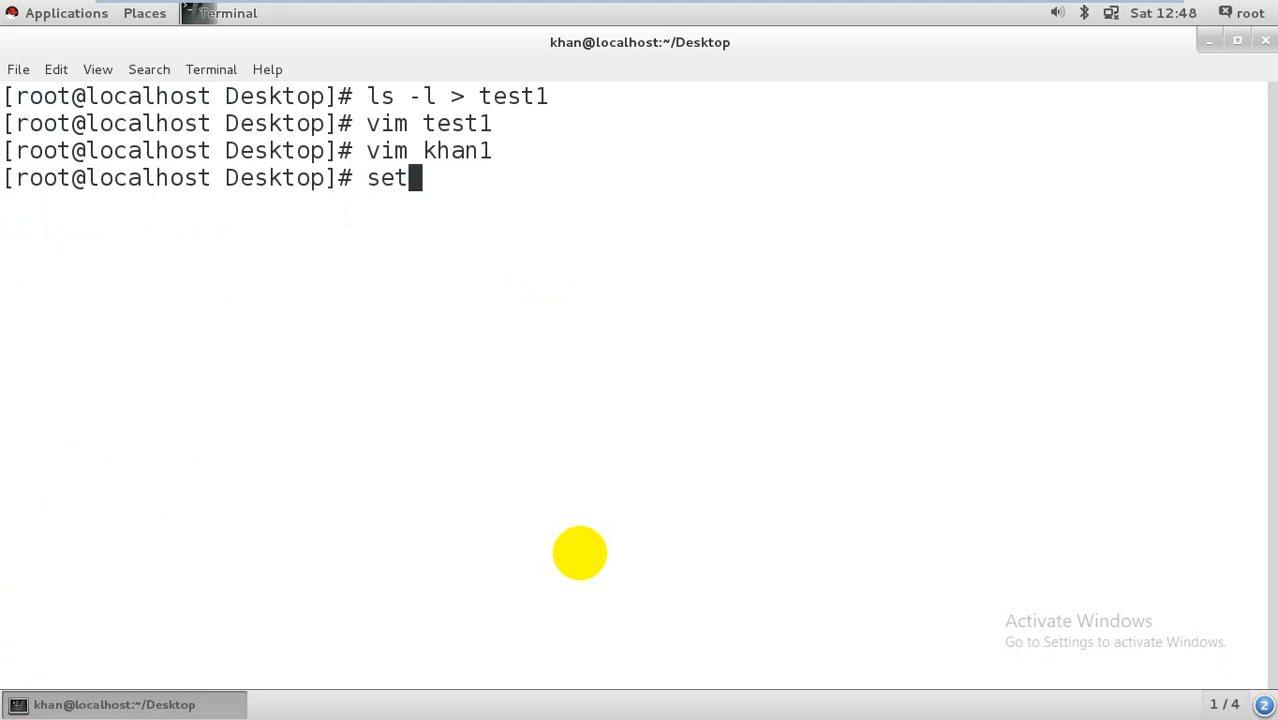 Applications Places Terminal Sat 12:48 root
khan@localhost:~/Desktop
File Edit View Search Terminal Help
[root@localhost Desktop]# ls -l > test1
[root@localhost Desktop]# vim test1
[root@localhost Desktop]# vim khan1
[root@localhost Desktop]# set
Activate Windows
Go to Settings to activate Windows.
khan@localhost:~/Desktop 1 / 4 2